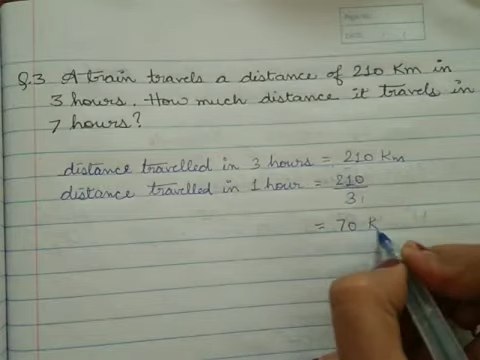 Q.3 A train travels a distance of 210 Km in
3 hours. How much distance it travels in
7 hours?
distance travelled in 3 hours = 210 Km
distance travelled in 1 hour = 210/3
= 70 K